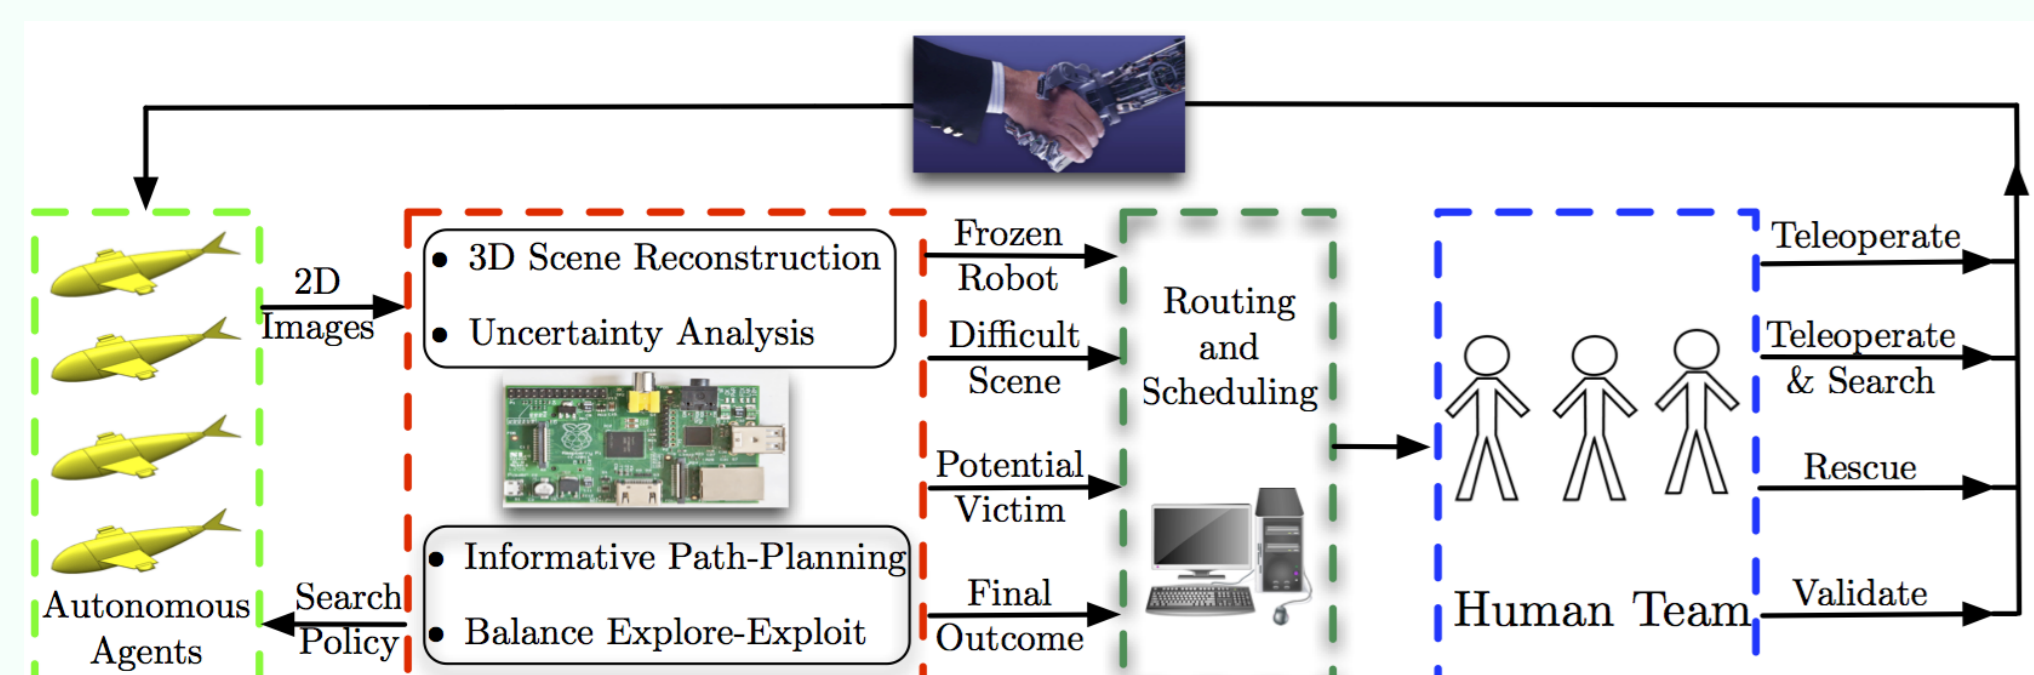 2D
Images
Autonomous
Agents
Search
Policy
• 3D Scene Reconstruction
• Uncertainty Analysis
• Informative Path-Planning
• Balance Explore-Exploit
Frozen
Robot
Difficult
Scene
Potential
Victim
Final
Outcome
Routing
and
Scheduling
Human Team
Teleoperate
Teleoperate
& Search
Rescue
Validate